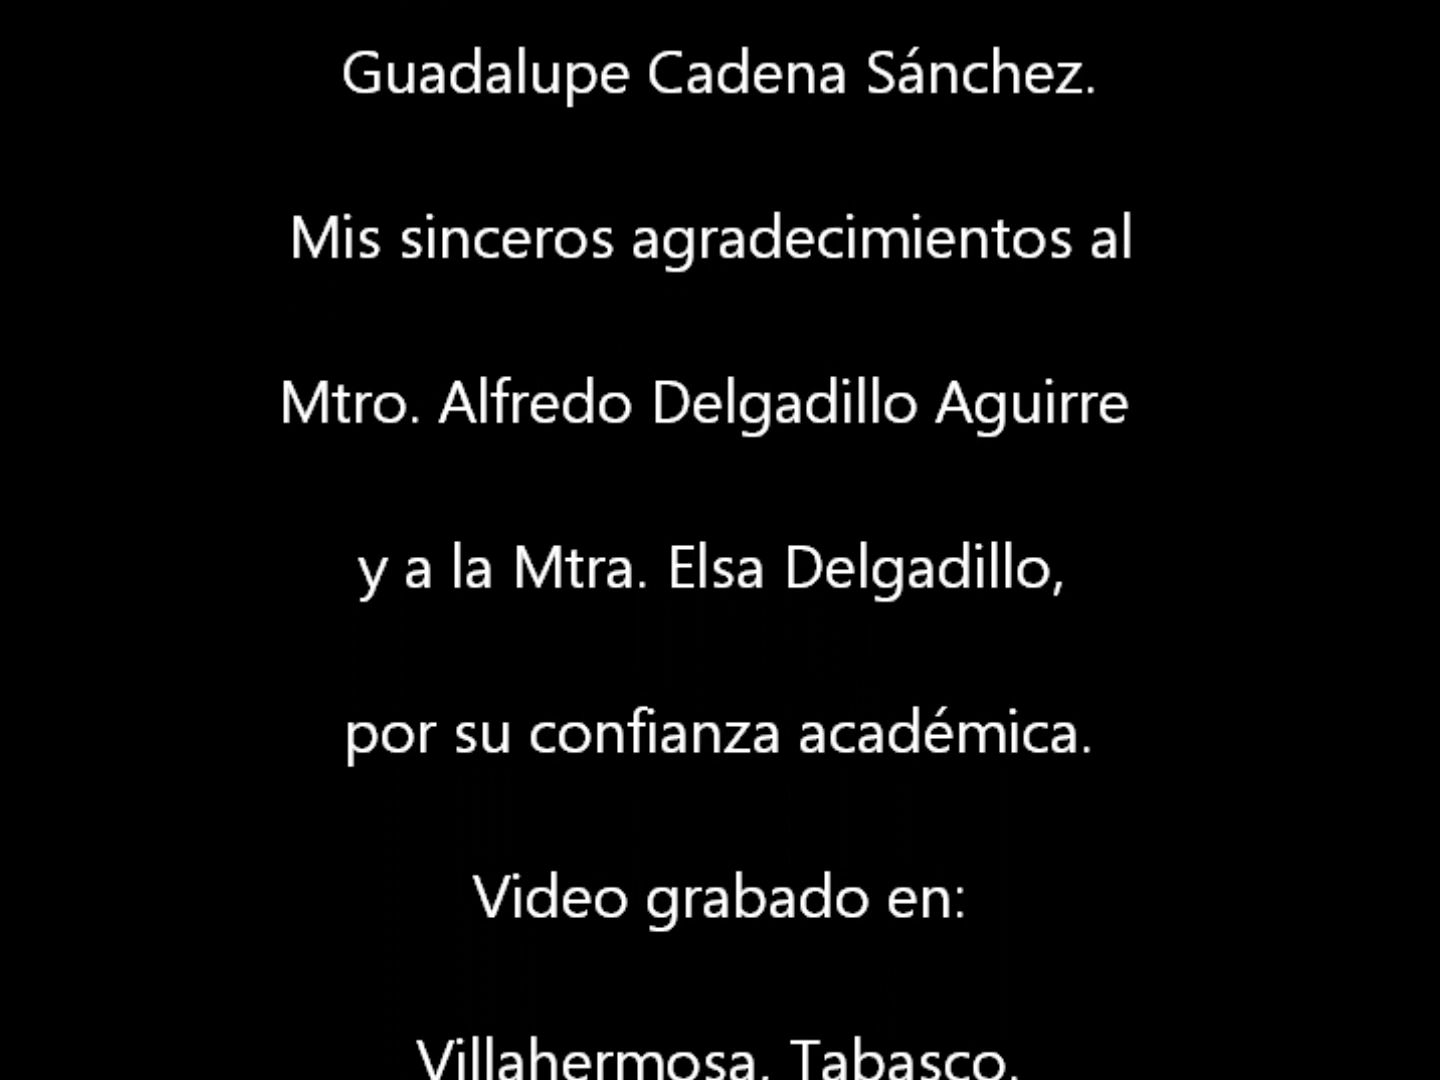 Guadalupe Cadena Sánchez.
Mis sinceros agradecimientos al
Mtro. Alfredo Delgadillo Aguirre
y a la Mtra. Elsa Delgadillo,
por su confianza académica.
Video grabado en:
Villahermosa, Tabasco.